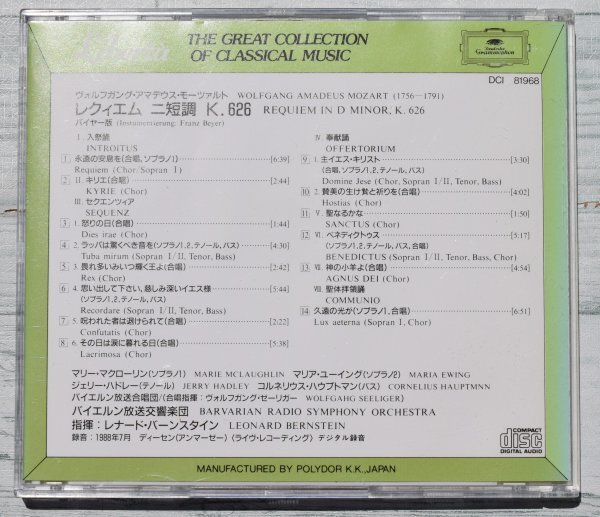 THE GREAT COLLECTION
OF CLASSICAL MUSIC
Deutsche
Grammophon
DCI 81968
ヴォルフガング・アマデウス・モーツァルト WOLFGANG AMADEUS MOZART (1756—1791)
レクィエム ニ短調 K.626 REQUIEM IN D MINOR, K. 626
バイヤー版 (Instrumentierung; Franz Beyer)
I. 入祭誦
INTROITUS
1 永遠の安息を(合唱、ソプラノ1) [6:39]
Requiem (Chor, Sopran I)
2 II. キリエ(合唱) [2:44]
KYRIE (Chor)
III. セクエンツィア
SEQUENZ
3 1. 怒りの日(合唱) [1:44]
Dies irae (Chor)
4 2. ラッパは驚くべき音を(ソプラノ1、2、テノール、バス) [4:30]
Tuba mirum (Sopran I/II, Tenor, Bass)
5 3. 畏れ多いみいつ輝く王よ(合唱) [2:42]
Rex (Chor)
6 4. 思い出して下さい、慈しみ深いイエス様 [5:44]
(ソプラノ1、2、テノール、バス)
Recordare (Sopran I/II, Tenor, Bass)
7 5. 呪われた者は退けられて(合唱) [2:22]
Confutatis (Chor)
8 6. その日は涙に暮れる日(合唱) [5:38]
Lacrimosa (Chor)
IV 奉献誦
OFFERTORIUM
9 1. 主イエス・キリスト [3:30]
(合唱、ソプラノ1、2、テノール、バス)
Domine Jese (Chor, Sopran I/II, Tenor, Bass)
10 2. 賛美の生け贄と祈りを(合唱) [4:02]
Hostias (Chor)
11 V. 聖なるかな [1:50]
SANCTUS (Chor)
12 VI. ベネディクトゥス [5:17]
(ソプラノ1、2、テノール、バス、合唱)
BENEDICTUS (Sopran I/II, Tenor, Bass, Chor)
13 VII. 神の小羊よ(合唱) [4:54]
AGNUS DEI (Chor)
VIII. 聖体拝領誦
COMMUNIO
14 久遠の光が(ソプラノ1、合唱) [6:51]
Lux aeterna (Sopran I, Chor)
マリー・マクローリン(ソプラノ1) MARIE MCLAUGHLIN マリア・ユーイング(ソプラノ2) MARIA EWING
ジェリー・ハドレー(テノール) JERRY HADLEY コルネリウス・ハウプトマン(バス) CORNELIUS HAUPTMNN
バイエルン放送合唱団/(合唱指揮:ヴォルフガング・ゼーリガー) WOLFGAHG SEELIGER)
バイエルン放送交響楽団 BARVARIAN RADIO SYMPHONY ORCHESTRA
指揮:レナード・バーンスタイン LEONARD BERNSTEIN
録音:1988年7月 ディーセン(アンマーゼー)(ライヴ・レコーディング) デジタル録音
COMPACT
disc
DIGITAL AUDIO
MANUFACTURED BY POLYDOR K.K., JAPAN